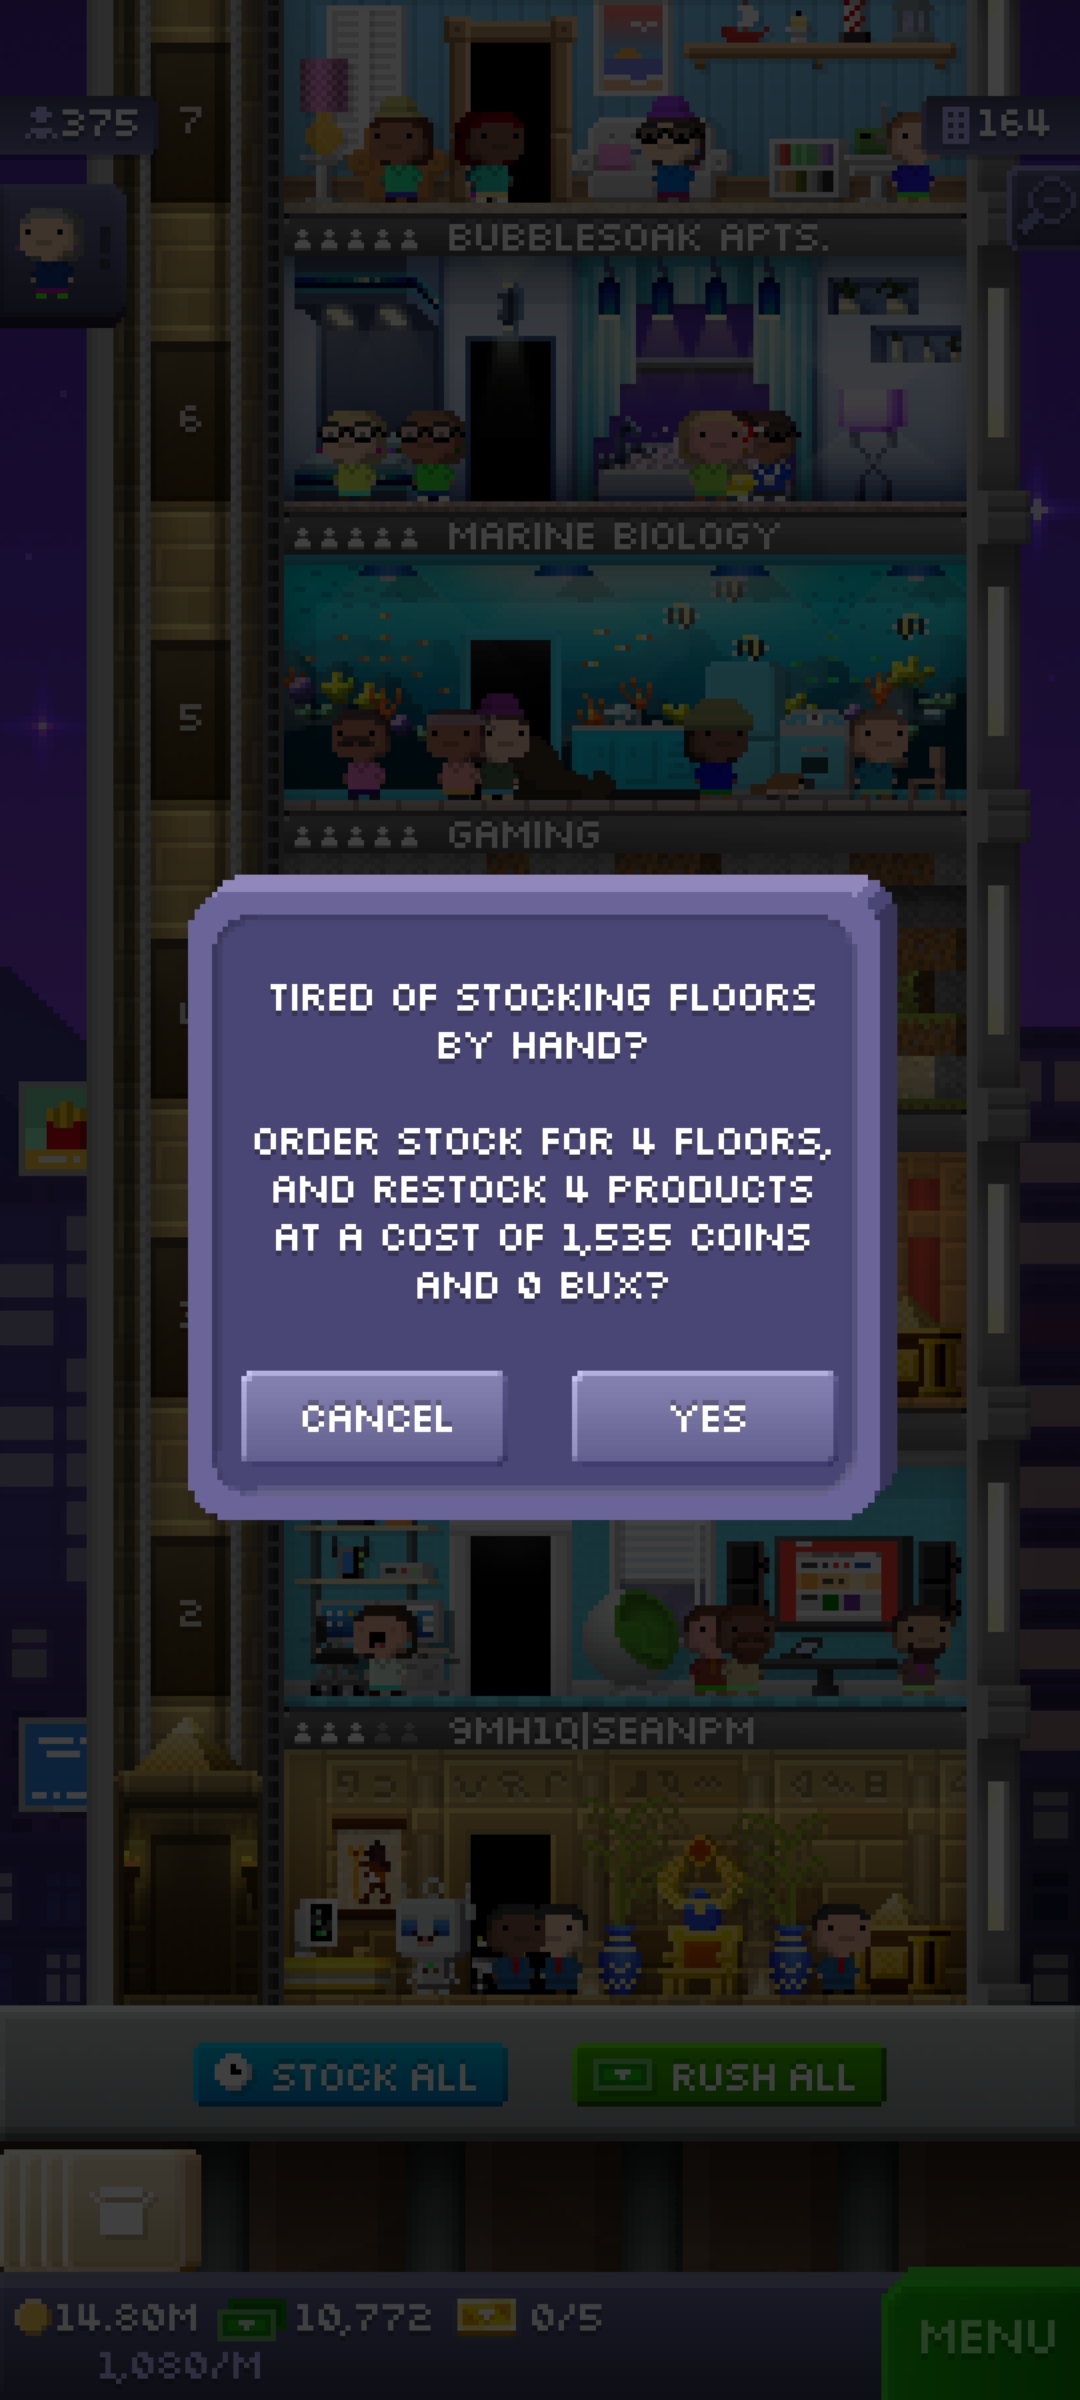 375
7
164
BUBBLESOAK APTS.
6
MARINE BIOLOGY
5
GAMING
TIRED OF STOCKING FLOORS
BY HAND?
ORDER STOCK FOR 4 FLOORS,
AND RESTOCK 4 PRODUCTS
AT A COST OF 1,535 COINS
AND 0 BUX?
CANCEL
YES
2
9MH1Q|SEANPM
STOCK ALL
RUSH ALL
14.80M
10,772
0/5
1,080/M
MENU